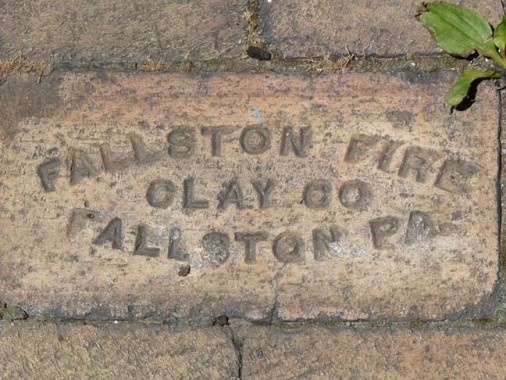 FALLSTON FIRE
CLAY CO
FALLSTON PA.